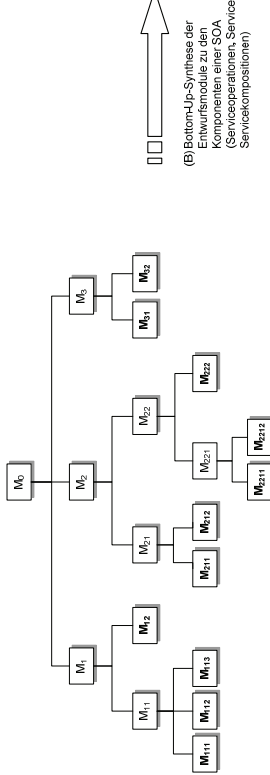 M0
M1
M2
M3
M11
M12
M21
M22
M31
M32
M111
M112
M113
M211
M212
M221
M222
M2211
M2212
(B) Bottom-Up-Synthese der
Entwurfsmodule zu den
Komponenten einer SOA
(Serviceoperationen, Service
Servicekompositionen)